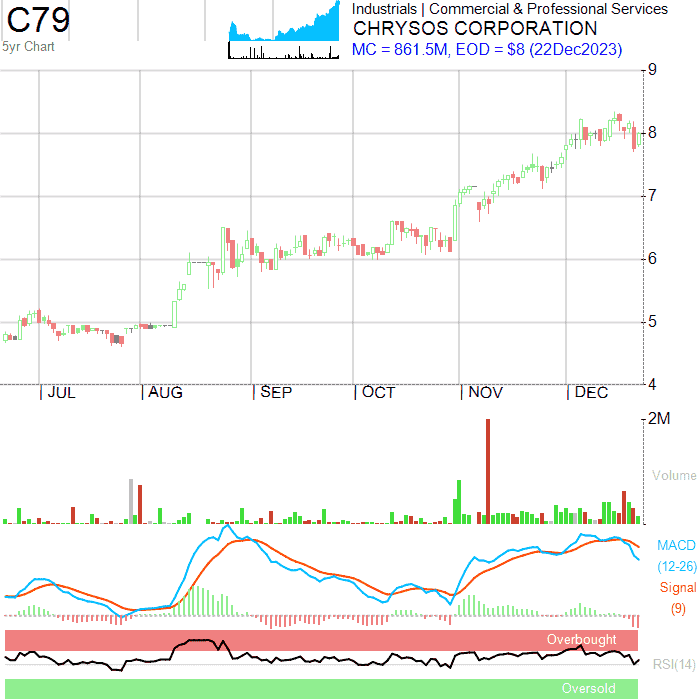 C79
5yr Chart
Industrials | Commercial & Professional Services
CHRYSOS CORPORATION
MC = 861.5M, EOD = $8 (22Dec2023)
9
8
7
6
5
4
JUL AUG SEP OCT NOV DEC
2M
Volume
MACD
(12-26)
Signal
(9)
Overbought
RSI(14)
Oversold